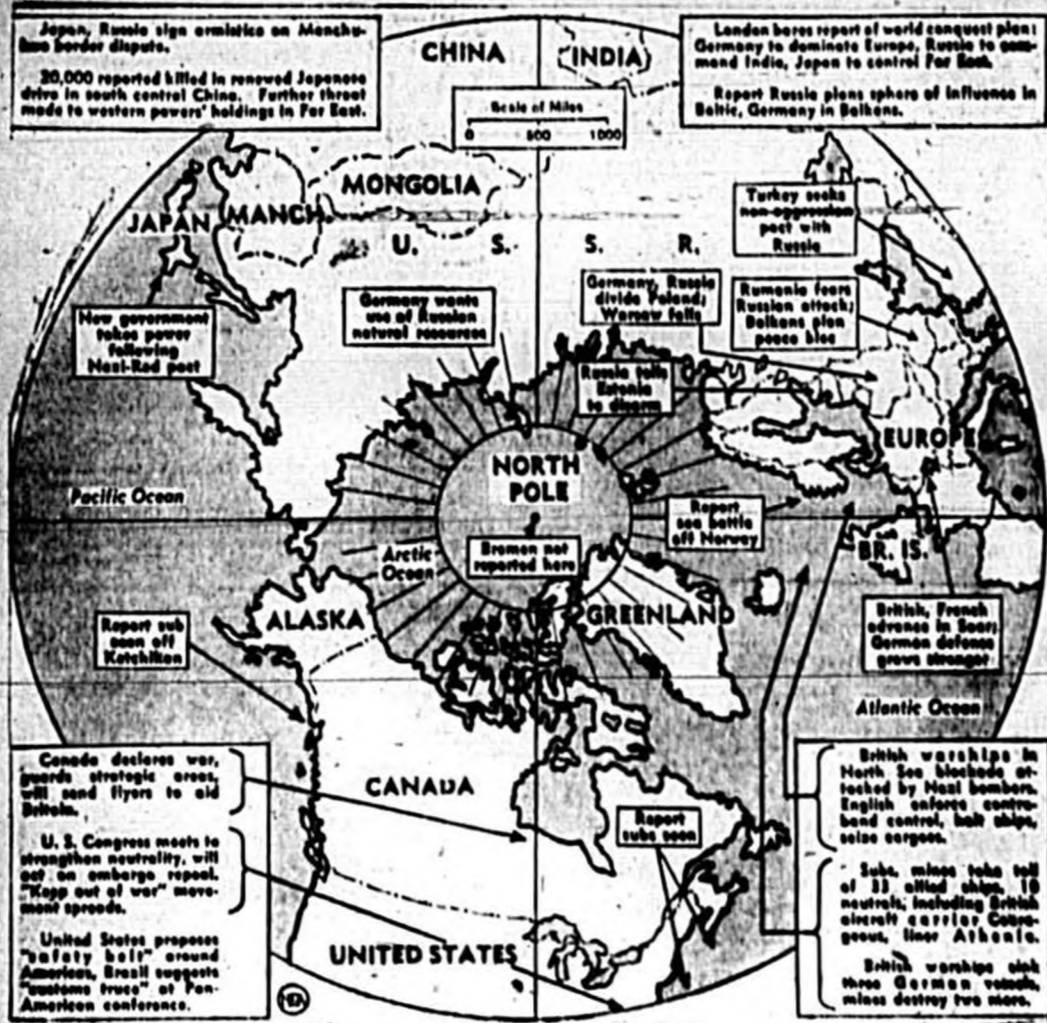 Japan, Russia sign armistice on Manchu-
kuo border dispute.
20,000 reported killed in renewed Japanese
drive in south central China. Further threat
made to western powers' holdings in Far East.
CHINA
INDIA
Scale of Miles
0 500 1000
London bares report of world conquest plan:
Germany to dominate Europe, Russia to com-
mand India, Japan to control Far East.
Report Russia plans sphere of influence in
Baltic, Germany in Balkans.
JAPAN
MANCH.
MONGOLIA
U. S. S. R.
Turkey seeks
non-aggression
pact with
Russia
New government
takes power
following
Nazi-Red pact
Germany wants
use of Russian
natural resources
Germany, Russia
divide Poland;
Warsaw falls
Rumania fears
Russian attack;
Balkans plan
peace bloc
Russia tells
Estonia
to disarm
EUROPE
NORTH
POLE
Pacific Ocean
Report
sea battle
off Norway
Arctic
Ocean
Bremen not
reported here
BR. IS.
ALASKA
GREENLAND
Report sub
seen off
Ketchikan
British, French
advance in Saar;
German defense
grows stronger
Atlantic Ocean
Canada declares war,
guards strategic areas,
will send flyers to aid
Britain.
U. S. Congress meets to
strengthen neutrality, will
act on embargo repeal.
"Kepp out of war" move-
ment spreads.
United States proposes
"safety belt" around
Americas, Brazil suggests
"customs truce" at Pan-
American conference.
CANADA
Report
subs seen
UNITED STATES
NEA
British warships in
North Sea blockade at-
tacked by Nazi bombers.
English enforce contra-
band control, halt ships,
seize cargoes.
Subs, mines take toll
of 33 allied ships, 10
neutrals, including British
aircraft carrier Coura-
geous, liner Athenia.
British warships sink
three German vessels,
mines destroy two more.